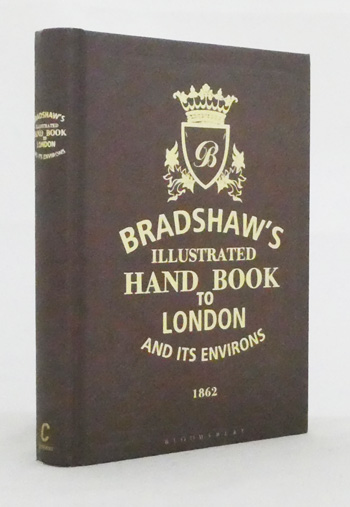 BRADSHAW'S
ILLUSTRATED
HAND BOOK
TO
LONDON
AND ITS ENVIRONS
C
B
BRADSHAW'S
ILLUSTRATED
HAND BOOK
TO
LONDON
AND ITS ENVIRONS
1862
BLOOMSBURY